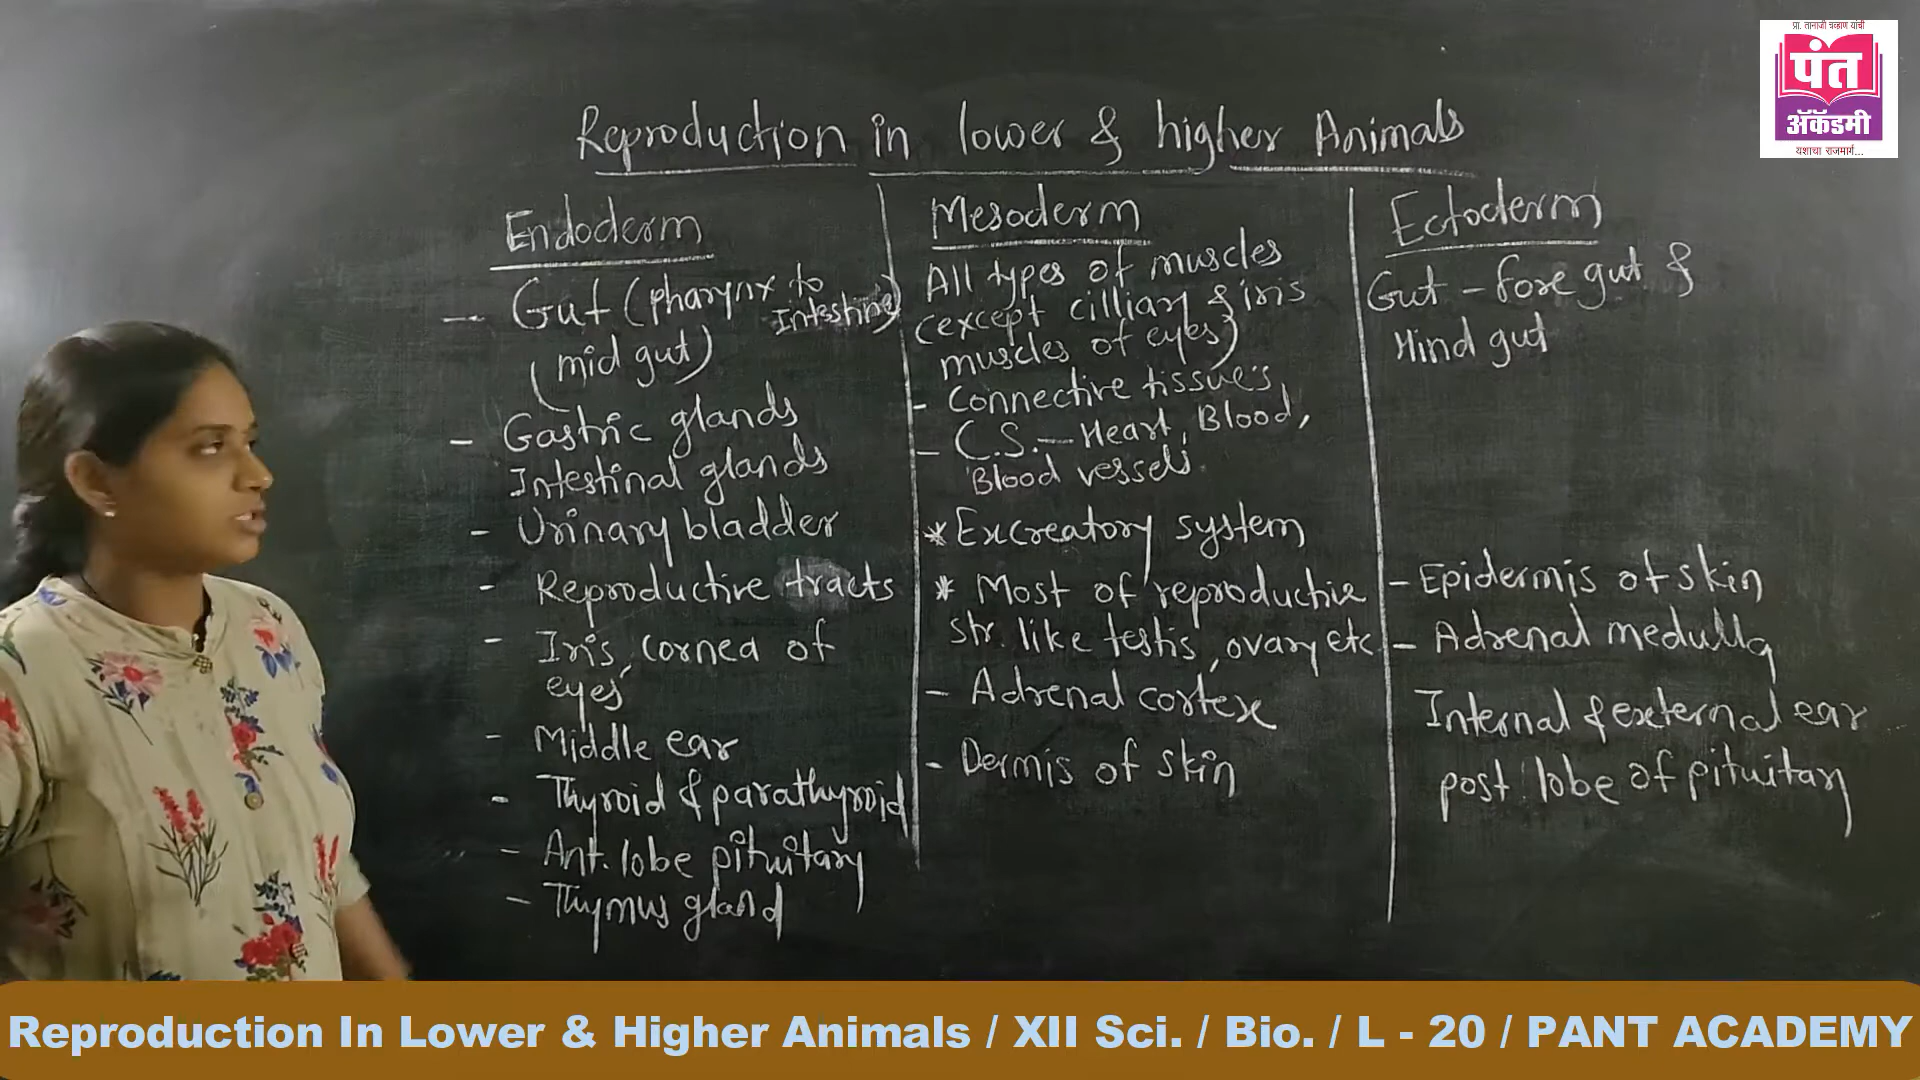 प्रा. तानाजी चव्हाण यांची
पंत
अ‍ॅकॅडमी
यशाचा राजमार्ग...
Reproduction in lower & higher Animals
Endoderm
— Gut (pharynx to
Intestine)
(mid gut)
- Gastric glands
Intestinal glands
- Urinary bladder
- Reproductive tracts
- Iris, cornea of
eyes
- Middle ear
- Thyroid & parathyroid
- Ant. lobe pituitary
- Thymus gland
Mesoderm
All types of muscles
(except cilliary & iris
muscles of eyes)
- Connective tissues
- C.S. — Heart, Blood,
Blood vessels.
* Excreatory system
* Most of reproductive
str. like testis, ovary etc
- Adrenal cortex
- Dermis of skin
Ectoderm
Gut - fore gut &
Hind gut
- Epidermis of skin
- Adrenal medulla
Internal & external ear
post. lobe of pituitary
Reproduction In Lower & Higher Animals / XII Sci. / Bio. / L - 20 / PANT ACADEMY